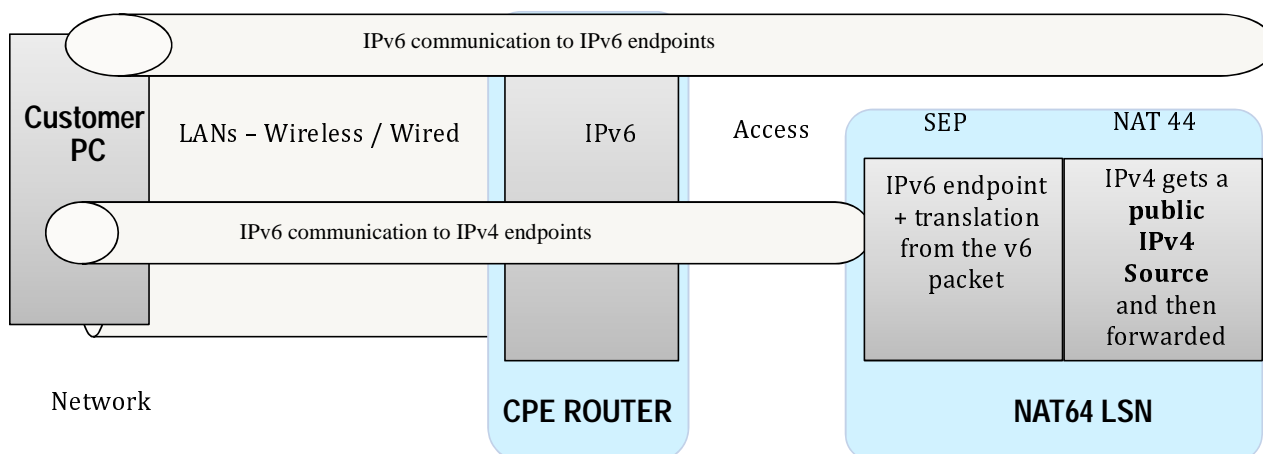 IPv6 communication to IPv6 endpoints
Customer
PC
LANs – Wireless / Wired
IPv6
Access
SEP
NAT 44
IPv6 communication to IPv4 endpoints
IPv6 endpoint
+ translation
from the v6
packet
IPv4 gets a
public
IPv4
Source
and then
forwarded
Network
CPE ROUTER
NAT64 LSN